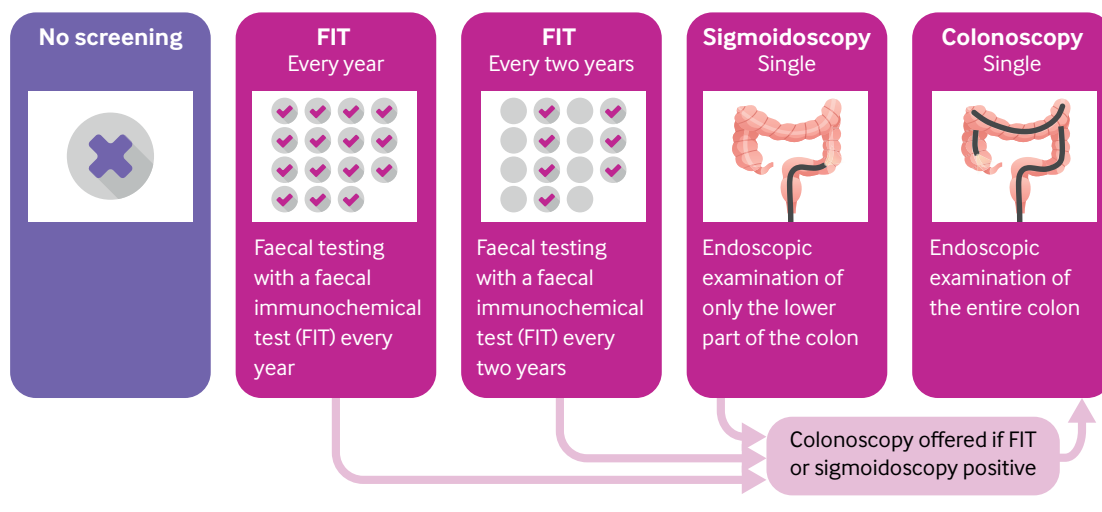 No screening
FIT
Every year
Faecal testing
with a faecal
immunochemical
test (FIT) every
year
FIT
Every two years
Faecal testing
with a faecal
immunochemical
test (FIT) every
two years
Sigmoidoscopy
Single
Endoscopic
examination of
only the lower
part of the colon
Colonoscopy
Single
Endoscopic
examination of
the entire colon
Colonoscopy offered if FIT
or sigmoidoscopy positive